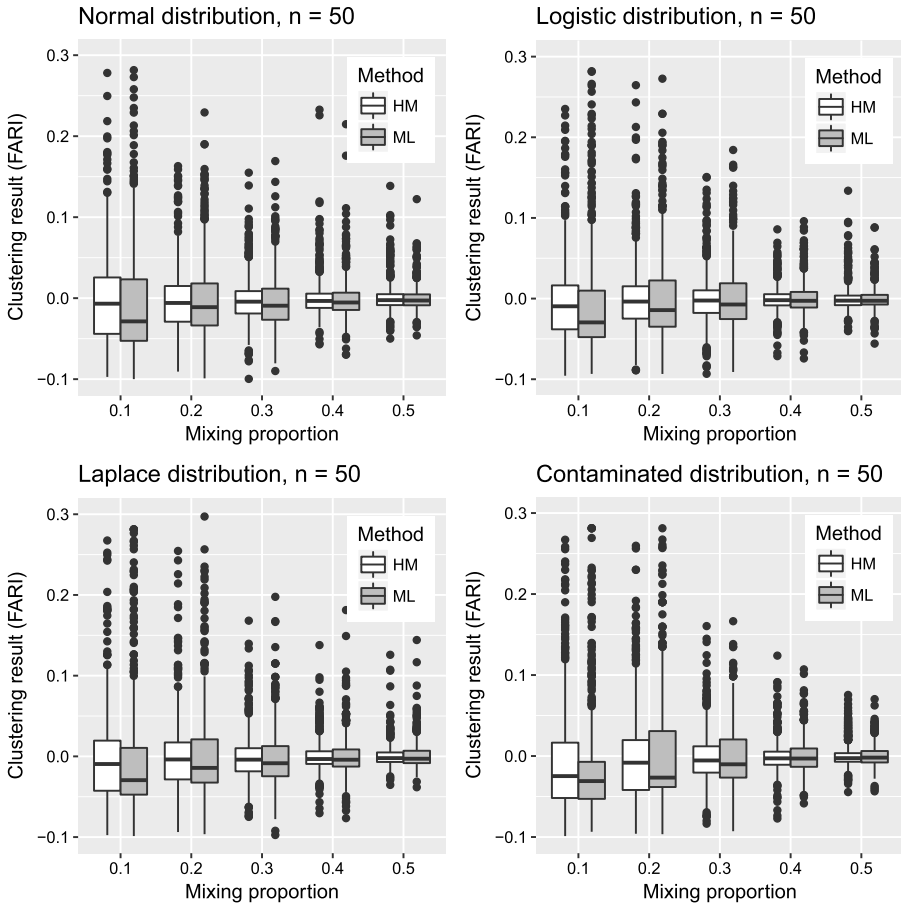 Normal distribution, n = 50
Clustering result (FARI)
0.3
0.2
0.1
0.0
−0.1
Method
HM
ML
0.1 0.2 0.3 0.4 0.5
Mixing proportion
Logistic distribution, n = 50
Clustering result (FARI)
0.3
0.2
0.1
0.0
−0.1
Method
HM
ML
0.1 0.2 0.3 0.4 0.5
Mixing proportion
Laplace distribution, n = 50
Clustering result (FARI)
0.3
0.2
0.1
0.0
−0.1
Method
HM
ML
0.1 0.2 0.3 0.4 0.5
Mixing proportion
Contaminated distribution, n = 50
Clustering result (FARI)
0.3
0.2
0.1
0.0
−0.1
Method
HM
ML
0.1 0.2 0.3 0.4 0.5
Mixing proportion